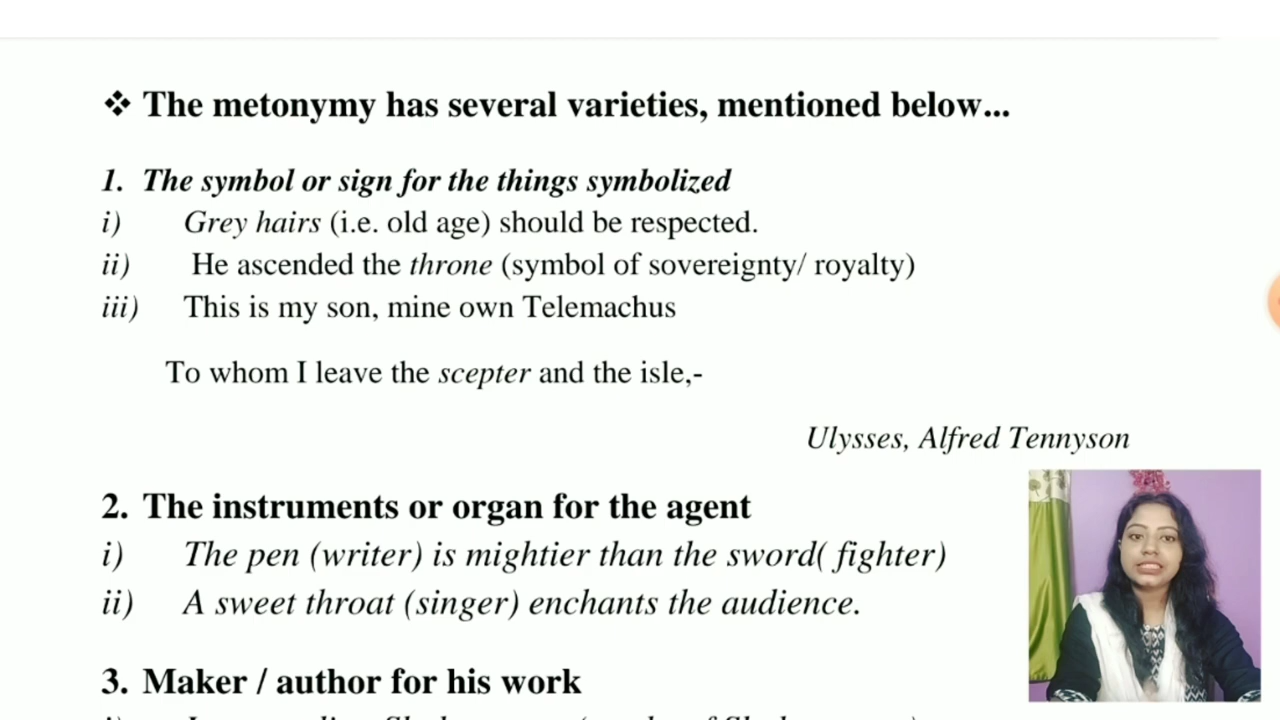 ❖ The metonymy has several varieties, mentioned below...
1. The symbol or sign for the things symbolized
i) Grey hairs (i.e. old age) should be respected.
ii) He ascended the throne (symbol of sovereignty/ royalty)
iii) This is my son, mine own Telemachus
To whom I leave the scepter and the isle,-
Ulysses, Alfred Tennyson
2. The instruments or organ for the agent
i) The pen (writer) is mightier than the sword( fighter)
ii) A sweet throat (singer) enchants the audience.
3. Maker / author for his work